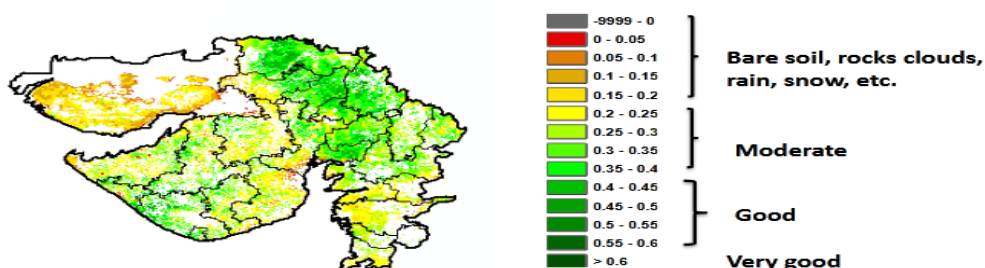 -9999 - 0
0 - 0.05
0.05 - 0.1
0.1 - 0.15
0.15 - 0.2
0.2 - 0.25
0.25 - 0.3
0.3 - 0.35
0.35 - 0.4
0.4 - 0.45
0.45 - 0.5
0.5 - 0.55
0.55 - 0.6
> 0.6
Bare soil, rocks clouds,
rain, snow, etc.
Moderate
Good
Very good